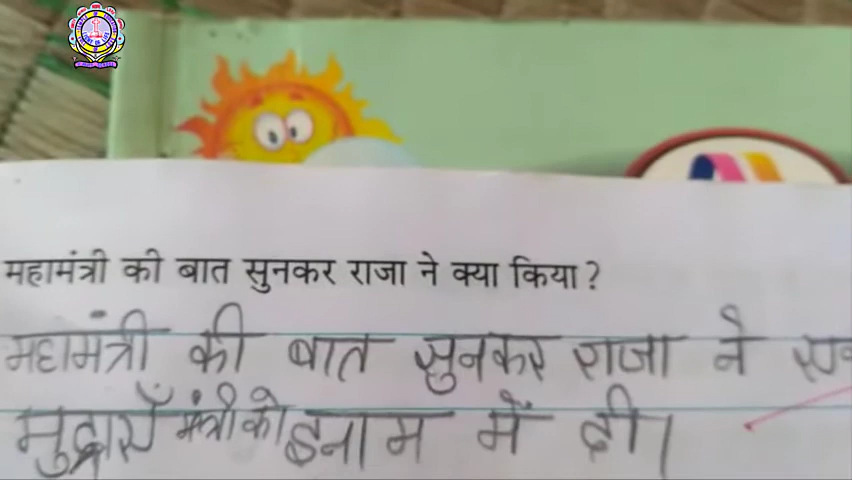 महामंत्री की बात सुनकर राजा ने क्या किया?
महामंत्री की बात सुनकर राजा ने
मुद्राएँ मंत्री को इनाम में दी।